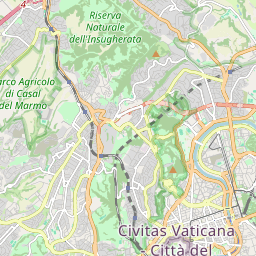 Riserva
Naturale
dell'Insugherata
arco Agricolo
di Casal
del Marmo
Civitas Vaticana
Città del